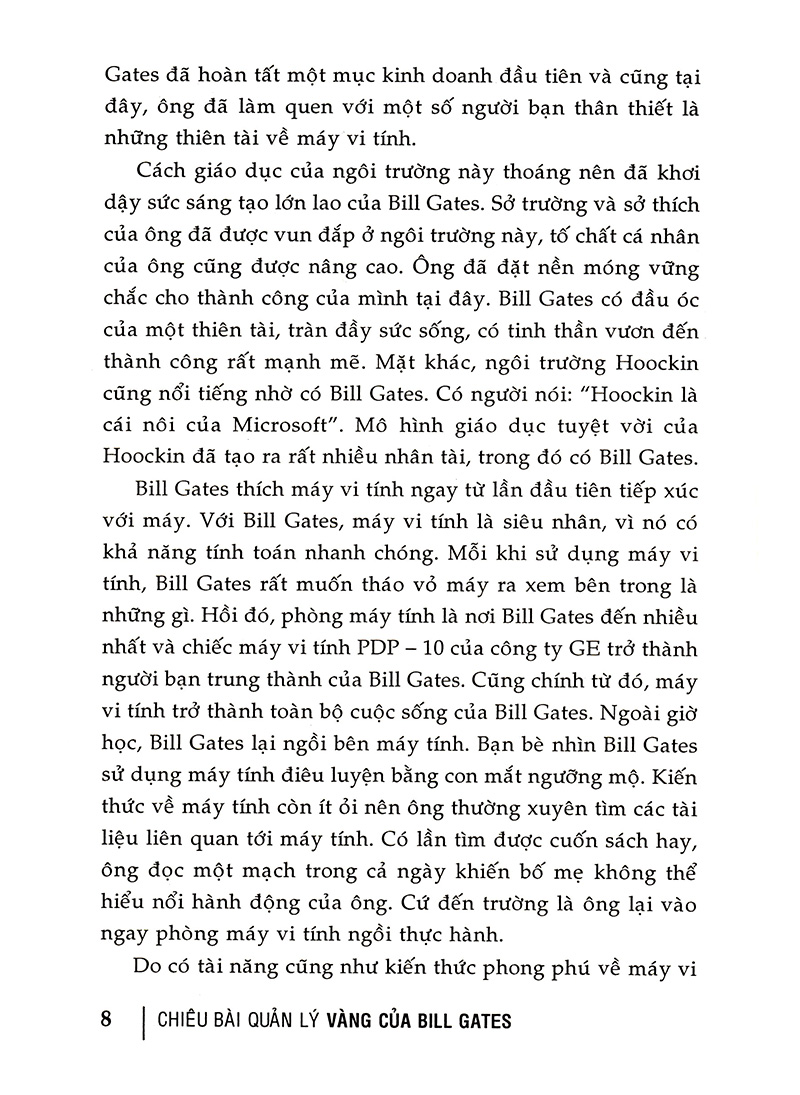 Gates đã hoàn tất một mục kinh doanh đầu tiên và cũng tại
đây, ông đã làm quen với một số người bạn thân thiết là
những thiên tài về máy vi tính.
Cách giáo dục của ngôi trường này thoáng nên đã khơi
dậy sức sáng tạo lớn lao của Bill Gates. Sở trường và sở thích
của ông đã được vun đắp ở ngôi trường này, tố chất cá nhân
của ông cũng được nâng cao. Ông đã đặt nền móng vững
chắc cho thành công của mình tại đây. Bill Gates có đầu óc
của một thiên tài, tràn đầy sức sống, có tinh thần vươn đến
thành công rất mạnh mẽ. Mặt khác, ngôi trường Hoockin
cũng nổi tiếng nhờ có Bill Gates. Có người nói: “Hoockin là
cái nôi của Microsoft”. Mô hình giáo dục tuyệt vời của
Hoockin đã tạo ra rất nhiều nhân tài, trong đó có Bill Gates.
Bill Gates thích máy vi tính ngay từ lần đầu tiên tiếp xúc
với máy. Với Bill Gates, máy vi tính là siêu nhân, vì nó có
khả năng tính toán nhanh chóng. Mỗi khi sử dụng máy vi
tính, Bill Gates rất muốn tháo vỏ máy ra xem bên trong là
những gì. Hồi đó, phòng máy tính là nơi Bill Gates đến nhiều
nhất và chiếc máy vi tính PDP – 10 của công ty GE trở thành
người bạn trung thành của Bill Gates. Cũng chính từ đó, máy
vi tính trở thành toàn bộ cuộc sống của Bill Gates. Ngoài giờ
học, Bill Gates lại ngồi bên máy tính. Bạn bè nhìn Bill Gates
sử dụng máy tính điêu luyện bằng con mắt ngưỡng mộ. Kiến
thức về máy tính còn ít ỏi nên ông thường xuyên tìm các tài
liệu liên quan tới máy tính. Có lần tìm được cuốn sách hay,
ông đọc một mạch trong cả ngày khiến bố mẹ không thể
hiểu nổi hành động của ông. Cứ đến trường là ông lại vào
ngay phòng máy vi tính ngồi thực hành.
Do có tài năng cũng như kiến thức phong phú về máy vi
8 | CHIÊU BÀI QUẢN LÝ VÀNG CỦA BILL GATES